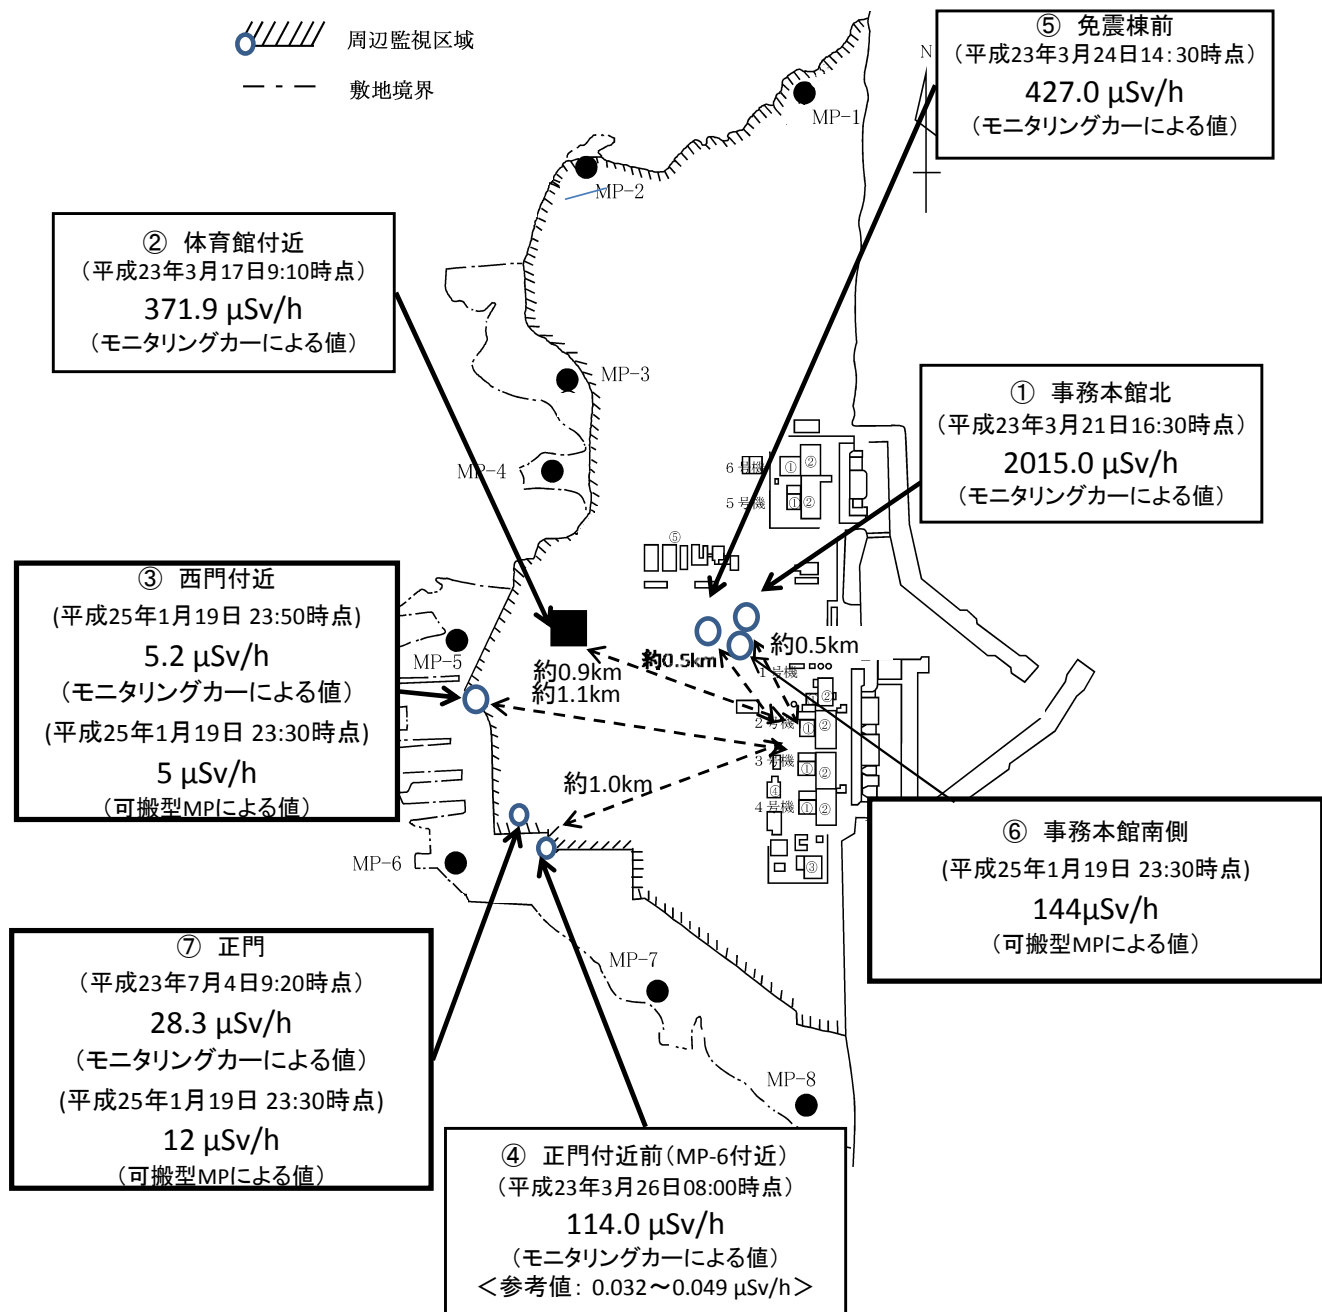 周辺監視区域
敷地境界
⑤ 免震棟前
（平成23年3月24日14:30時点）
427.0 μSv/h
（モニタリングカーによる値）
N
MP-1
MP-2
② 体育館付近
（平成23年3月17日9:10時点）
371.9 μSv/h
（モニタリングカーによる値）
MP-3
① 事務本館北
（平成23年3月21日16:30時点）
2015.0 μSv/h
（モニタリングカーによる値）
MP-4
6号機
① ②
5号機
① ②
⑤
③ 西門付近
(平成25年1月19日 23:50時点)
5.2 μSv/h
（モニタリングカーによる値）
(平成25年1月19日 23:30時点)
5 μSv/h
（可搬型MPによる値）
MP-5
約0.9km
約1.1km
約0.5km
約0.5km
1号機
②
2号機
① ②
3号機
① ②
約1.0km
④
4号機
① ②
③
MP-6
⑥ 事務本館南側
(平成25年1月19日 23:30時点)
144μSv/h
（可搬型MPによる値）
⑦ 正門
（平成23年7月4日9:20時点）
28.3 μSv/h
（モニタリングカーによる値）
(平成25年1月19日 23:30時点)
12 μSv/h
（可搬型MPによる値）
MP-7
MP-8
④ 正門付近前（MP-6付近）
（平成23年3月26日08:00時点）
114.0 μSv/h
（モニタリングカーによる値）
＜参考値: 0.032～0.049 μSv/h＞